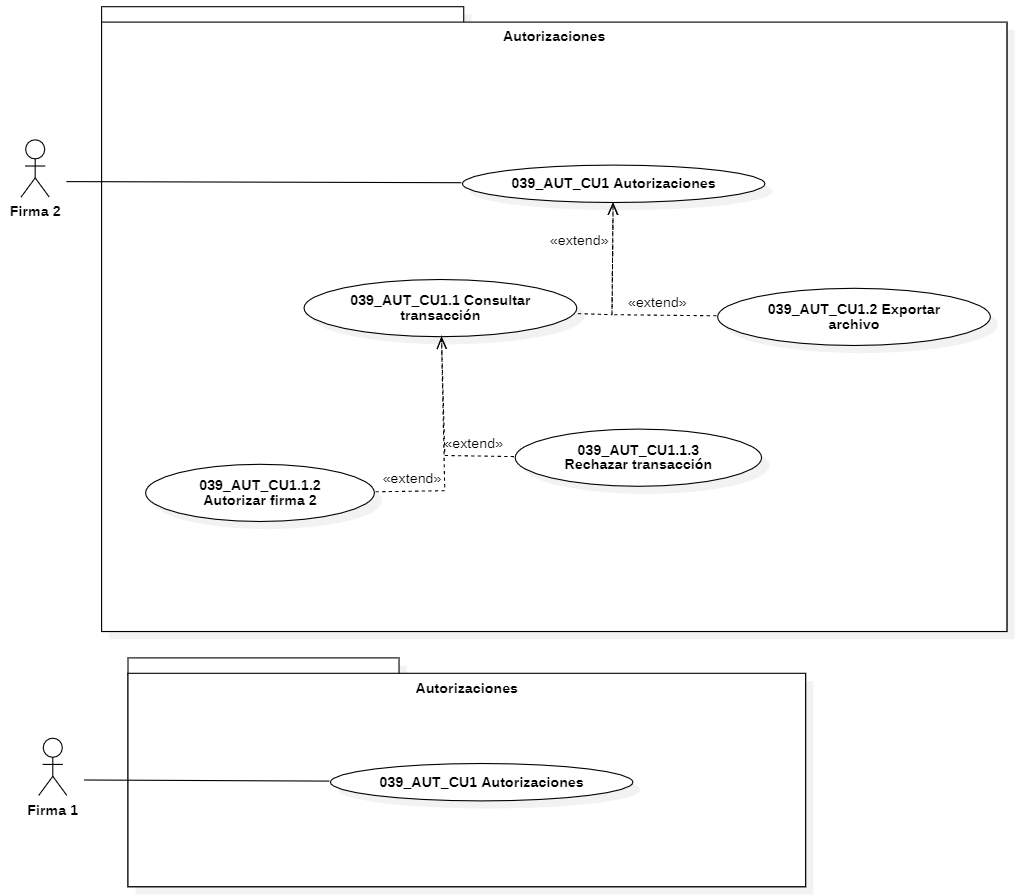 Autorizaciones
Firma 2
039_AUT_CU1 Autorizaciones
«extend»
039_AUT_CU1.1 Consultar
transacción
«extend»
039_AUT_CU1.2 Exportar
archivo
«extend»
039_AUT_CU1.1.3
Rechazar transacción
«extend»
039_AUT_CU1.1.2
Autorizar firma 2
Autorizaciones
Firma 1
039_AUT_CU1 Autorizaciones